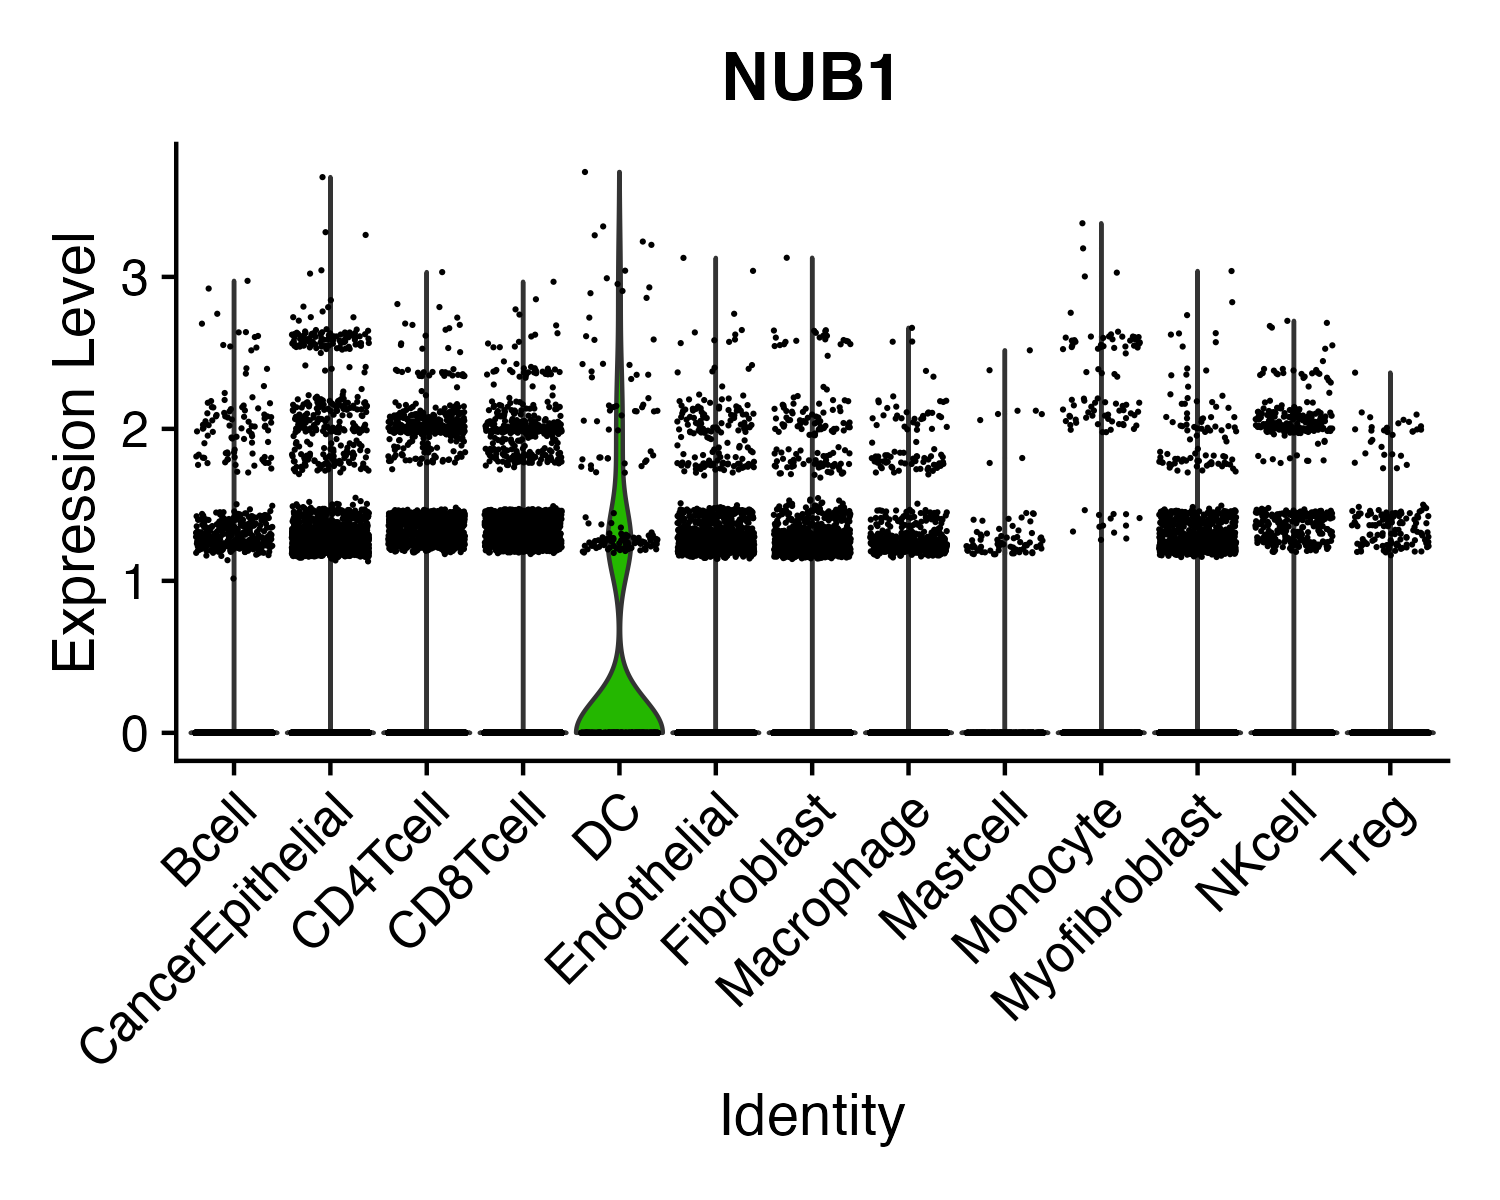 NUB1
Expression Level
3
2
1
0
Bcell
CancerEpithelial
CD4Tcell
CD8Tcell
DC
Endothelial
Fibroblast
Macrophage
Mastcell
Monocyte
Myofibroblast
NKcell
Treg
Identity